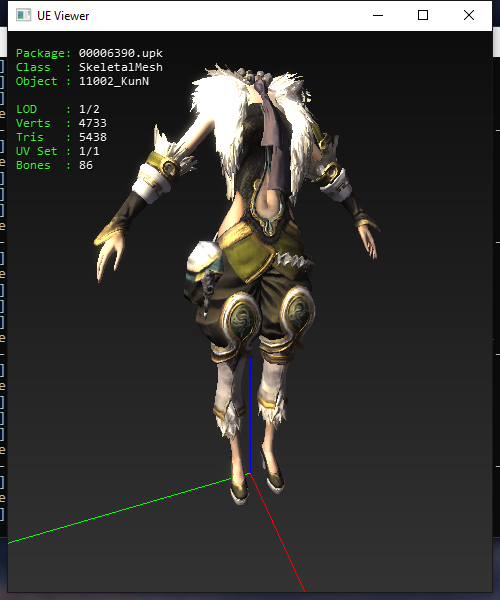 UE Viewer
Package: 00006390.upk
Class  : SkeletalMesh
Object : 11002_KunN
LOD    : 1/2
Verts  : 4733
Tris   : 5438
UV Set : 1/1
Bones  : 86